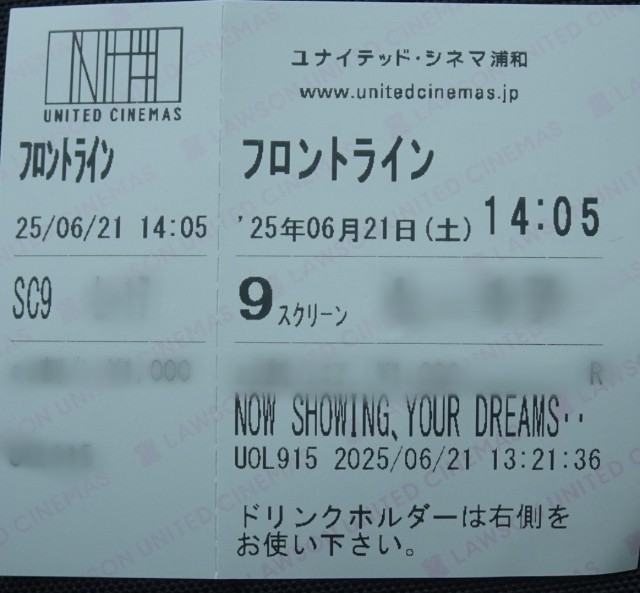 UNITED CINEMAS
フロントライン
25/06/21 14:05
SC9
,000
ユナイテッド・シネマ浦和
www.unitedcinemas.jp
フロントライン
'25年06月21日(土) 14:05
9スクリーン
R
NOW SHOWING､YOUR DREAMS‥
UOL915 2025/06/21 13:21:36
ドリンクホルダーは右側を
お使い下さい。
LAWSON UNITED CINEMAS